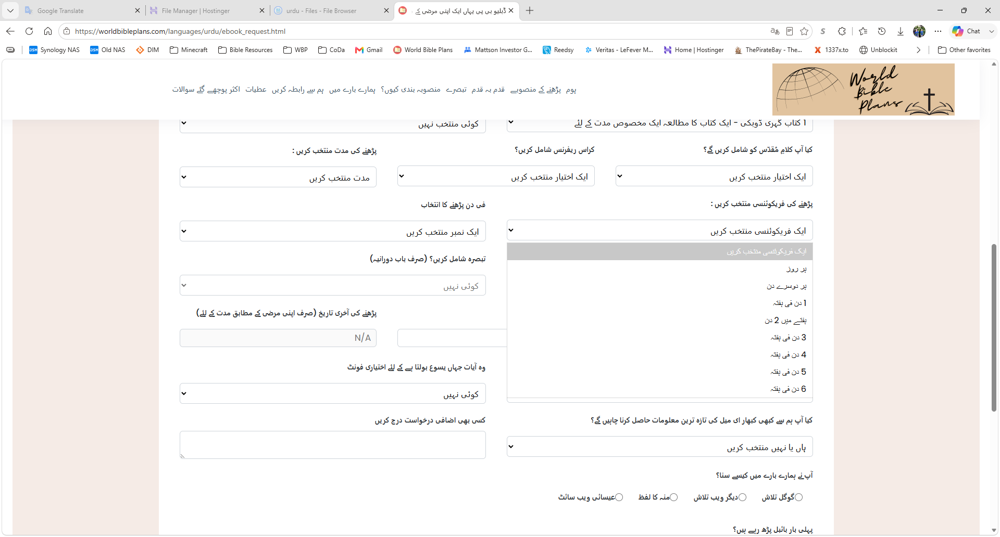 Google Translate
File Manager | Hostinger
urdu - Files - File Browser
ڈبلیو بی پی یہاں ایک اپنی مرضی کے
https://worldbibleplans.com/languages/urdu/ebook_request.html
Chat
Synology NAS
Old NAS
DIM
Minecraft
Bible Resources
WBP
CoDa
Gmail
World Bible Plans
Mattson Investor G...
Reedsy
Veritas - LeFever M...
Home | Hostinger
ThePirateBay - The...
1337x.to
Unblockit
Other favorites
World
Bible
Plans
ہوم پڑھنے کے منصوبے قدم بہ قدم تبصرے منصوبہ بندی کیوں؟ ہمارے بارے میں ہم سے رابطہ کریں عطیات اکثر پوچھے گئے سوالات
1 کتاب گہری ڈوبکی - ایک کتاب کا مطالعہ ایک مخصوص مدت کے لئے
کوئی منتخب نہیں
کیا آپ کلامِ مُقدّس کو شامل کریں گے؟
کراس ریفرنس شامل کریں؟
پڑھنے کی مدت منتخب کریں :
ایک اختیار منتخب کریں
ایک اختیار منتخب کریں
مدت منتخب کریں
پڑھنے کی فریکوئنسی منتخب کریں :
فی دن پڑھنے کا انتخاب
ایک فریکوئنسی منتخب کریں
ایک نمبر منتخب کریں
ایک فریکوئنسی منتخب کریں
ہر روز
ہر دوسرے دن
1 دن فی ہفتہ
ہفتے میں 2 دن
3 دن فی ہفتہ
4 دن فی ہفتہ
5 دن فی ہفتہ
6 دن فی ہفتہ
تبصرہ شامل کریں؟ (صرف باب دورانیہ)
کوئی نہیں
پڑھنے کی آخری تاریخ (صرف اپنی مرضی کے مطابق مدت کے لئے)
N/A
وہ آیات جہاں یسوع بولتا ہے کے لئے اختیاری فونٹ
کوئی نہیں
کیا آپ ہم سے کبھی کبھار ای میل کی تازہ ترین معلومات حاصل کرنا چاہیں گے؟
کسی بھی اضافی درخواست درج کریں
ہاں یا نہیں منتخب کریں
آپ نے ہمارے بارے میں کیسے سنا؟
گوگل تلاش
دیگر ویب تلاش
منہ کا لفظ
عیسائی ویب سائٹ
پہلی بار بائبل پڑھ رہے ہیں؟